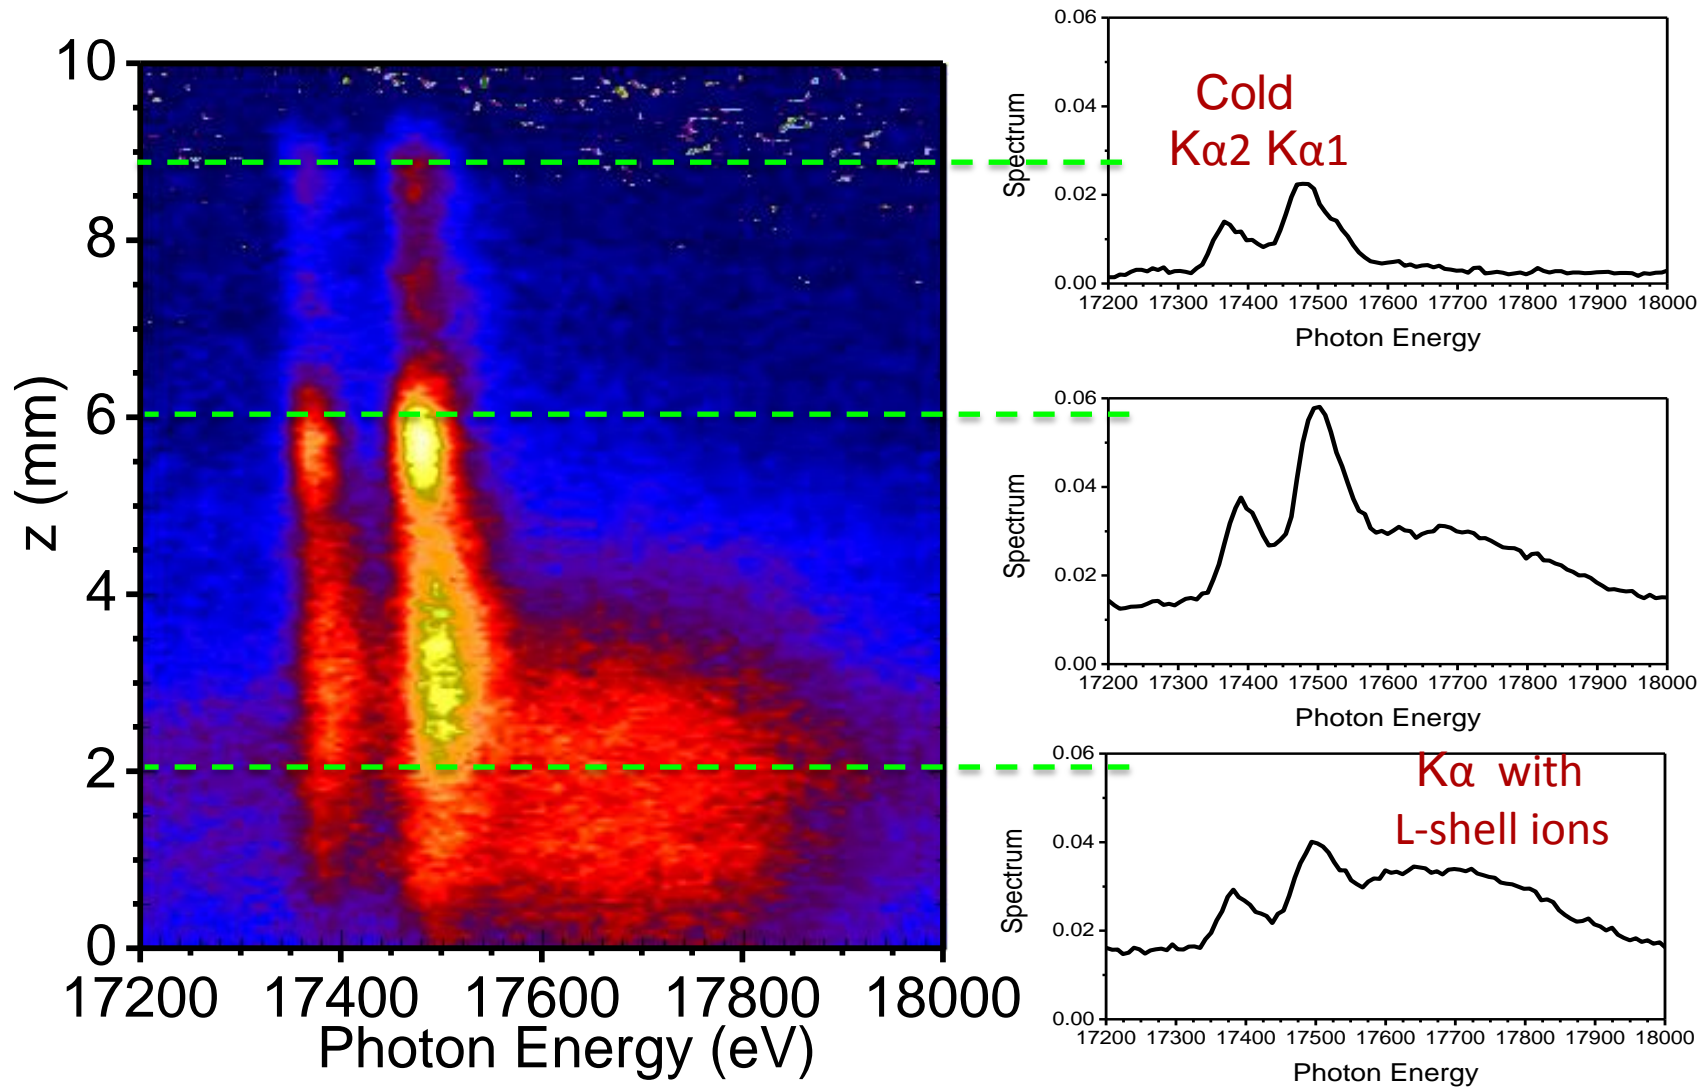 10
8
6
4
2
0
z (mm)
17200 17400 17600 17800 18000
Photon Energy (eV)
0.06
0.04
0.02
0.00
Spectrum
Cold
Kα2 Kα1
17200 17300 17400 17500 17600 17700 17800 17900 18000
Photon Energy
0.06
0.04
0.02
0.00
Spectrum
17200 17300 17400 17500 17600 17700 17800 17900 18000
Photon Energy
0.06
0.04
0.02
0.00
Spectrum
Kα with
L-shell ions
17200 17300 17400 17500 17600 17700 17800 17900 18000
Photon Energy